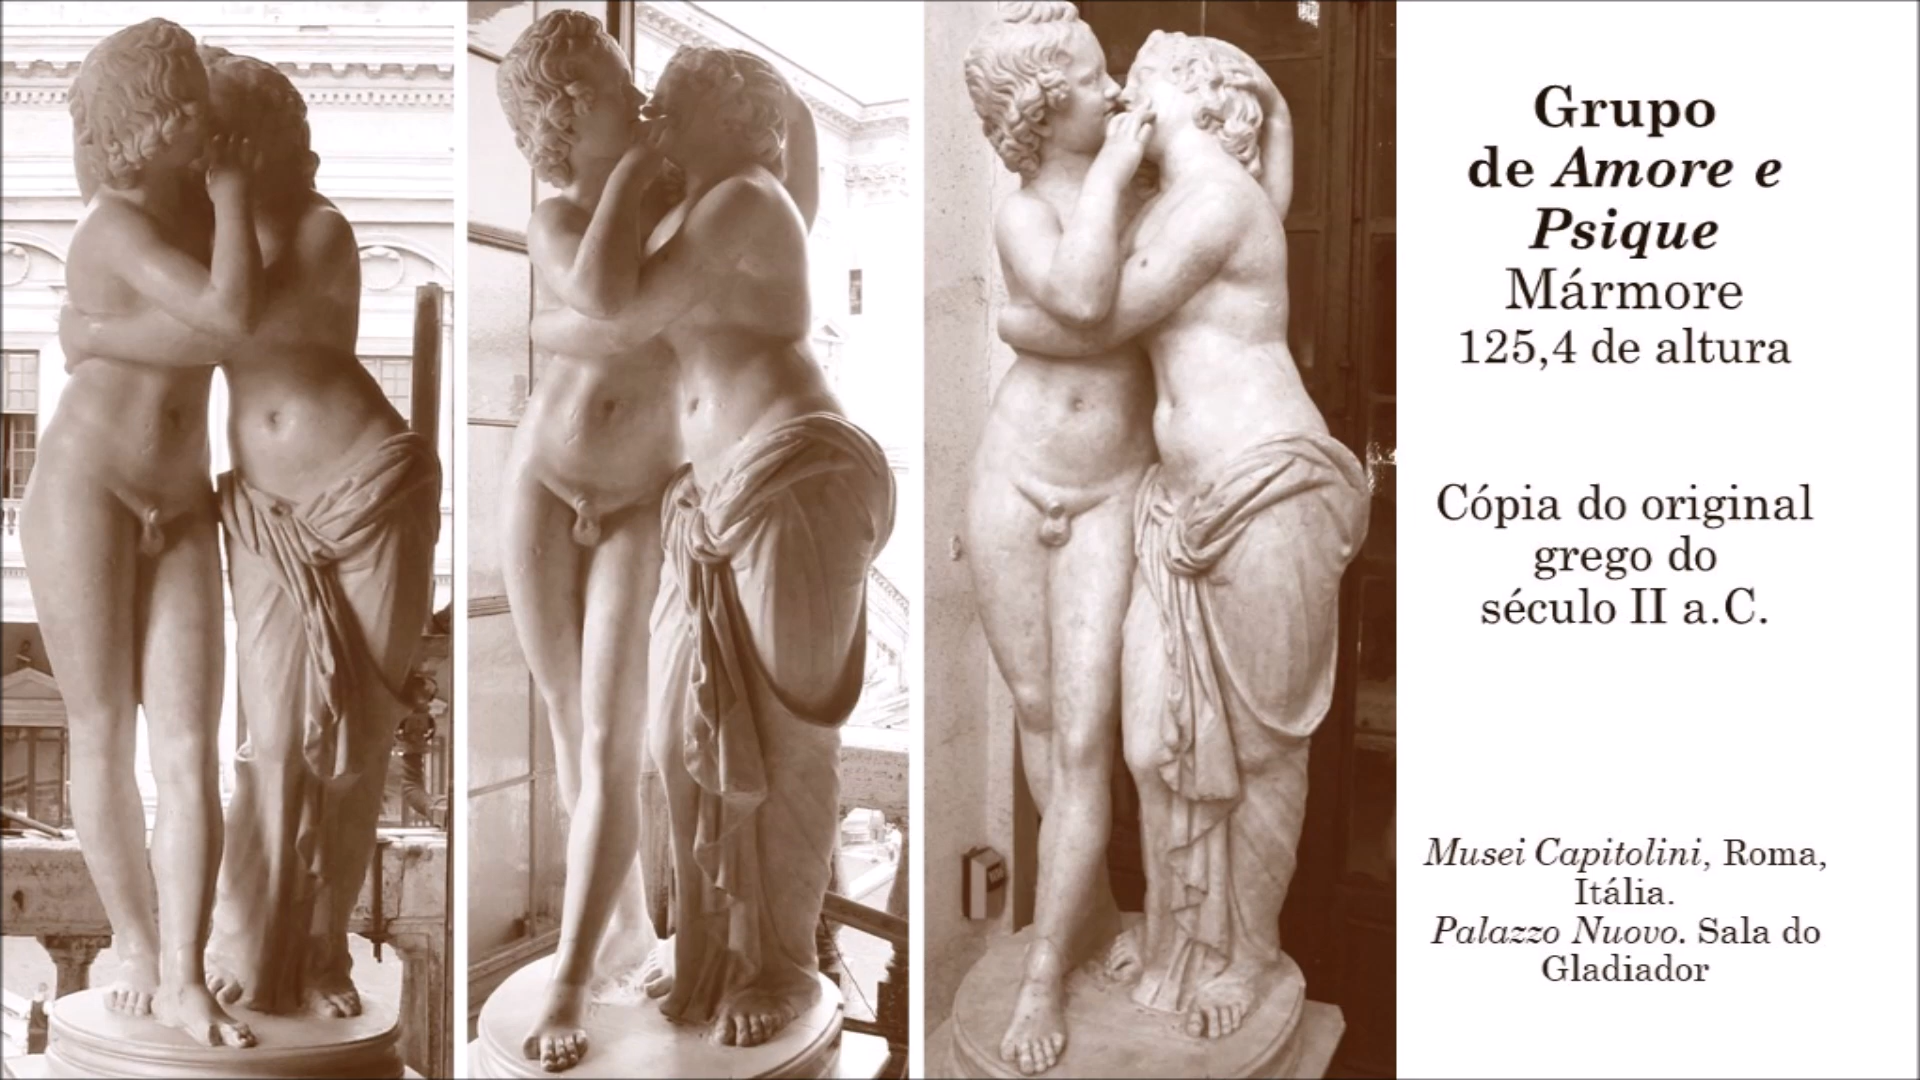 Grupo
de Amore e
Psique
Mármore
125,4 de altura
Cópia do original
grego do
século II a.C.
Musei Capitolini, Roma,
Itália.
Palazzo Nuovo. Sala do
Gladiador